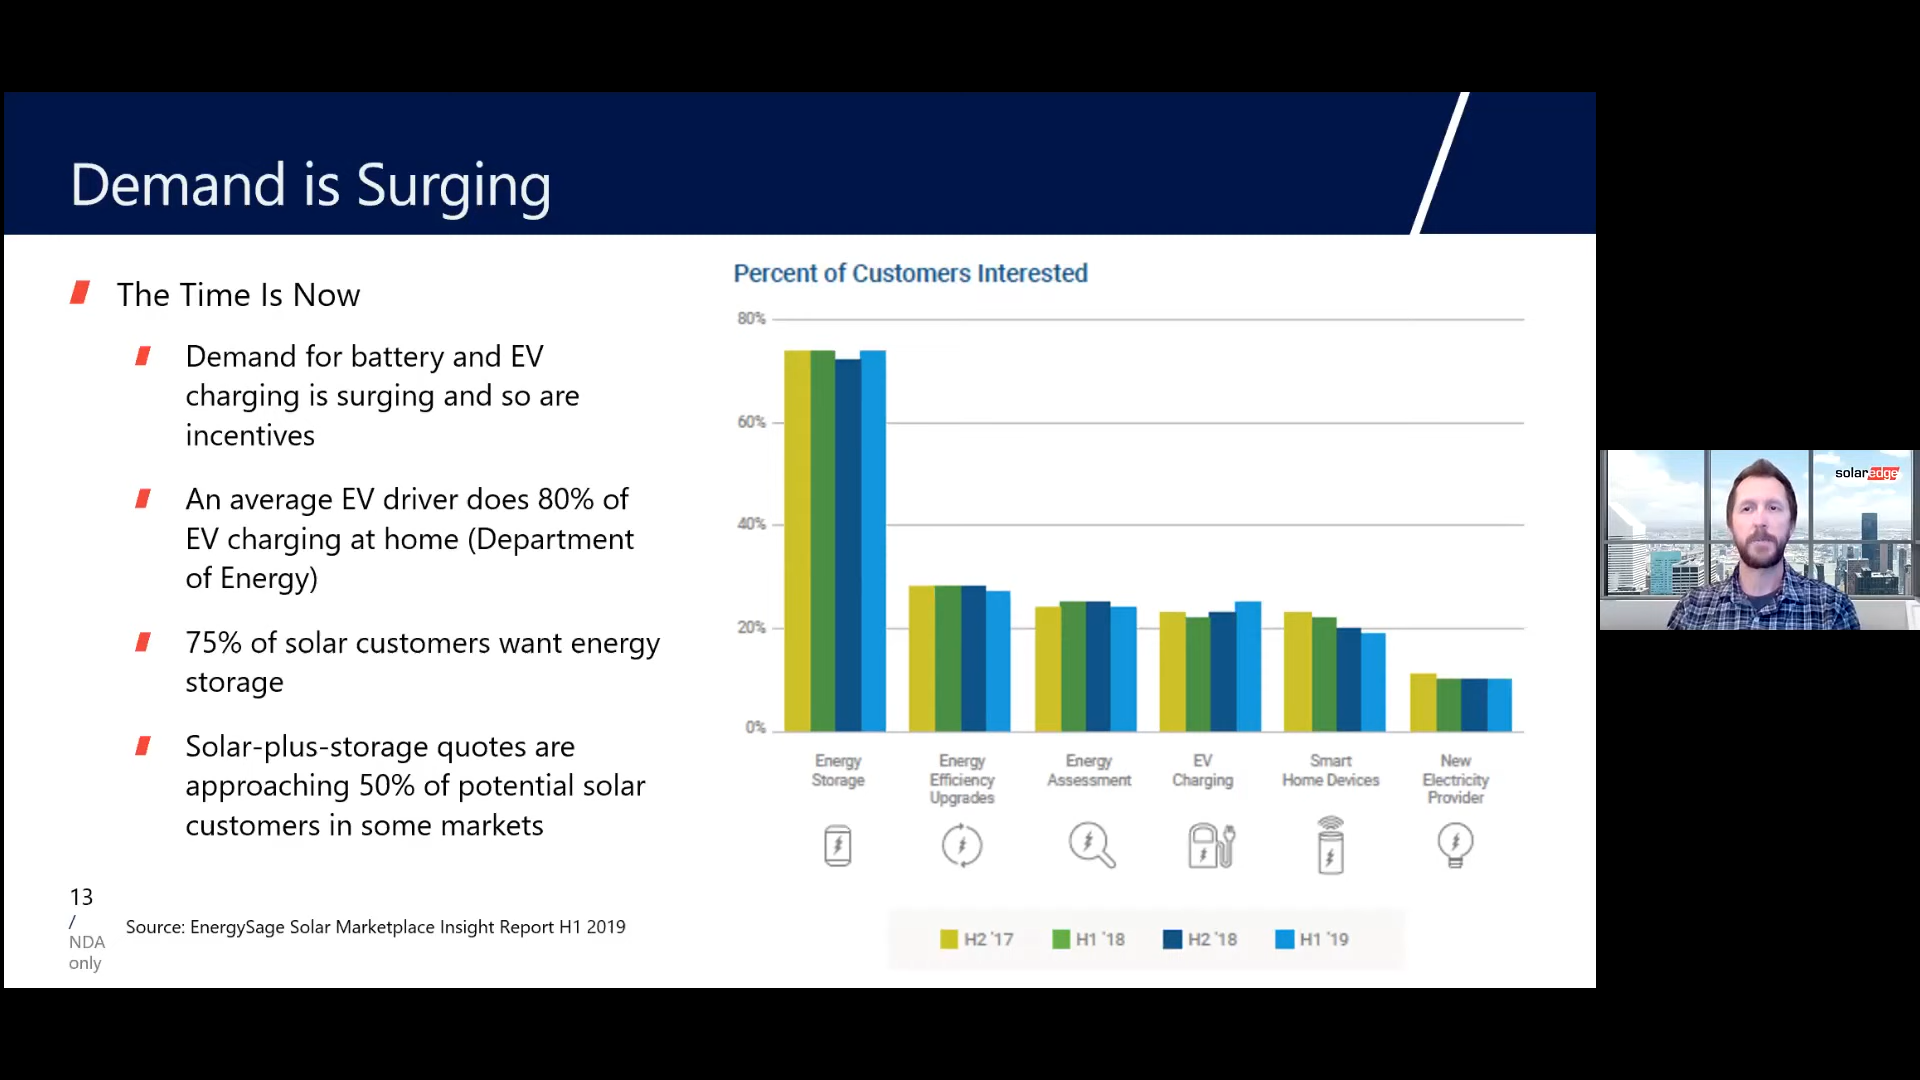 Demand is Surging
The Time Is Now
Demand for battery and EV
charging is surging and so are
incentives
An average EV driver does 80% of
EV charging at home (Department
of Energy)
75% of solar customers want energy
storage
Solar-plus-storage quotes are
approaching 50% of potential solar
customers in some markets
13
/
NDA
only
Source: EnergySage Solar Marketplace Insight Report H1 2019
Percent of Customers Interested
80%
60%
40%
20%
0%
Energy
Storage
Energy
Efficiency
Upgrades
Energy
Assessment
EV
Charging
Smart
Home Devices
New
Electricity
Provider
H2 '17
H1 '18
H2 '18
H1 '19
solaredge